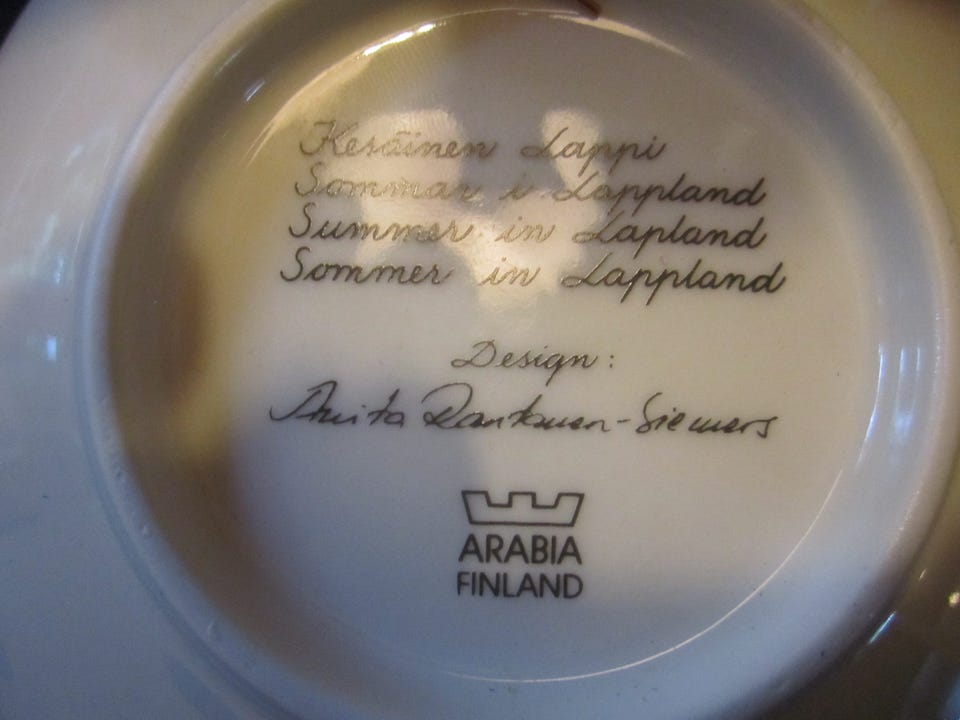 Kesäinen Lappi
Sommar i Lappland
Summer in Lapland
Sommer in Lappland
Design:
Anita Rantanen-Siemers
ARABIA
FINLAND